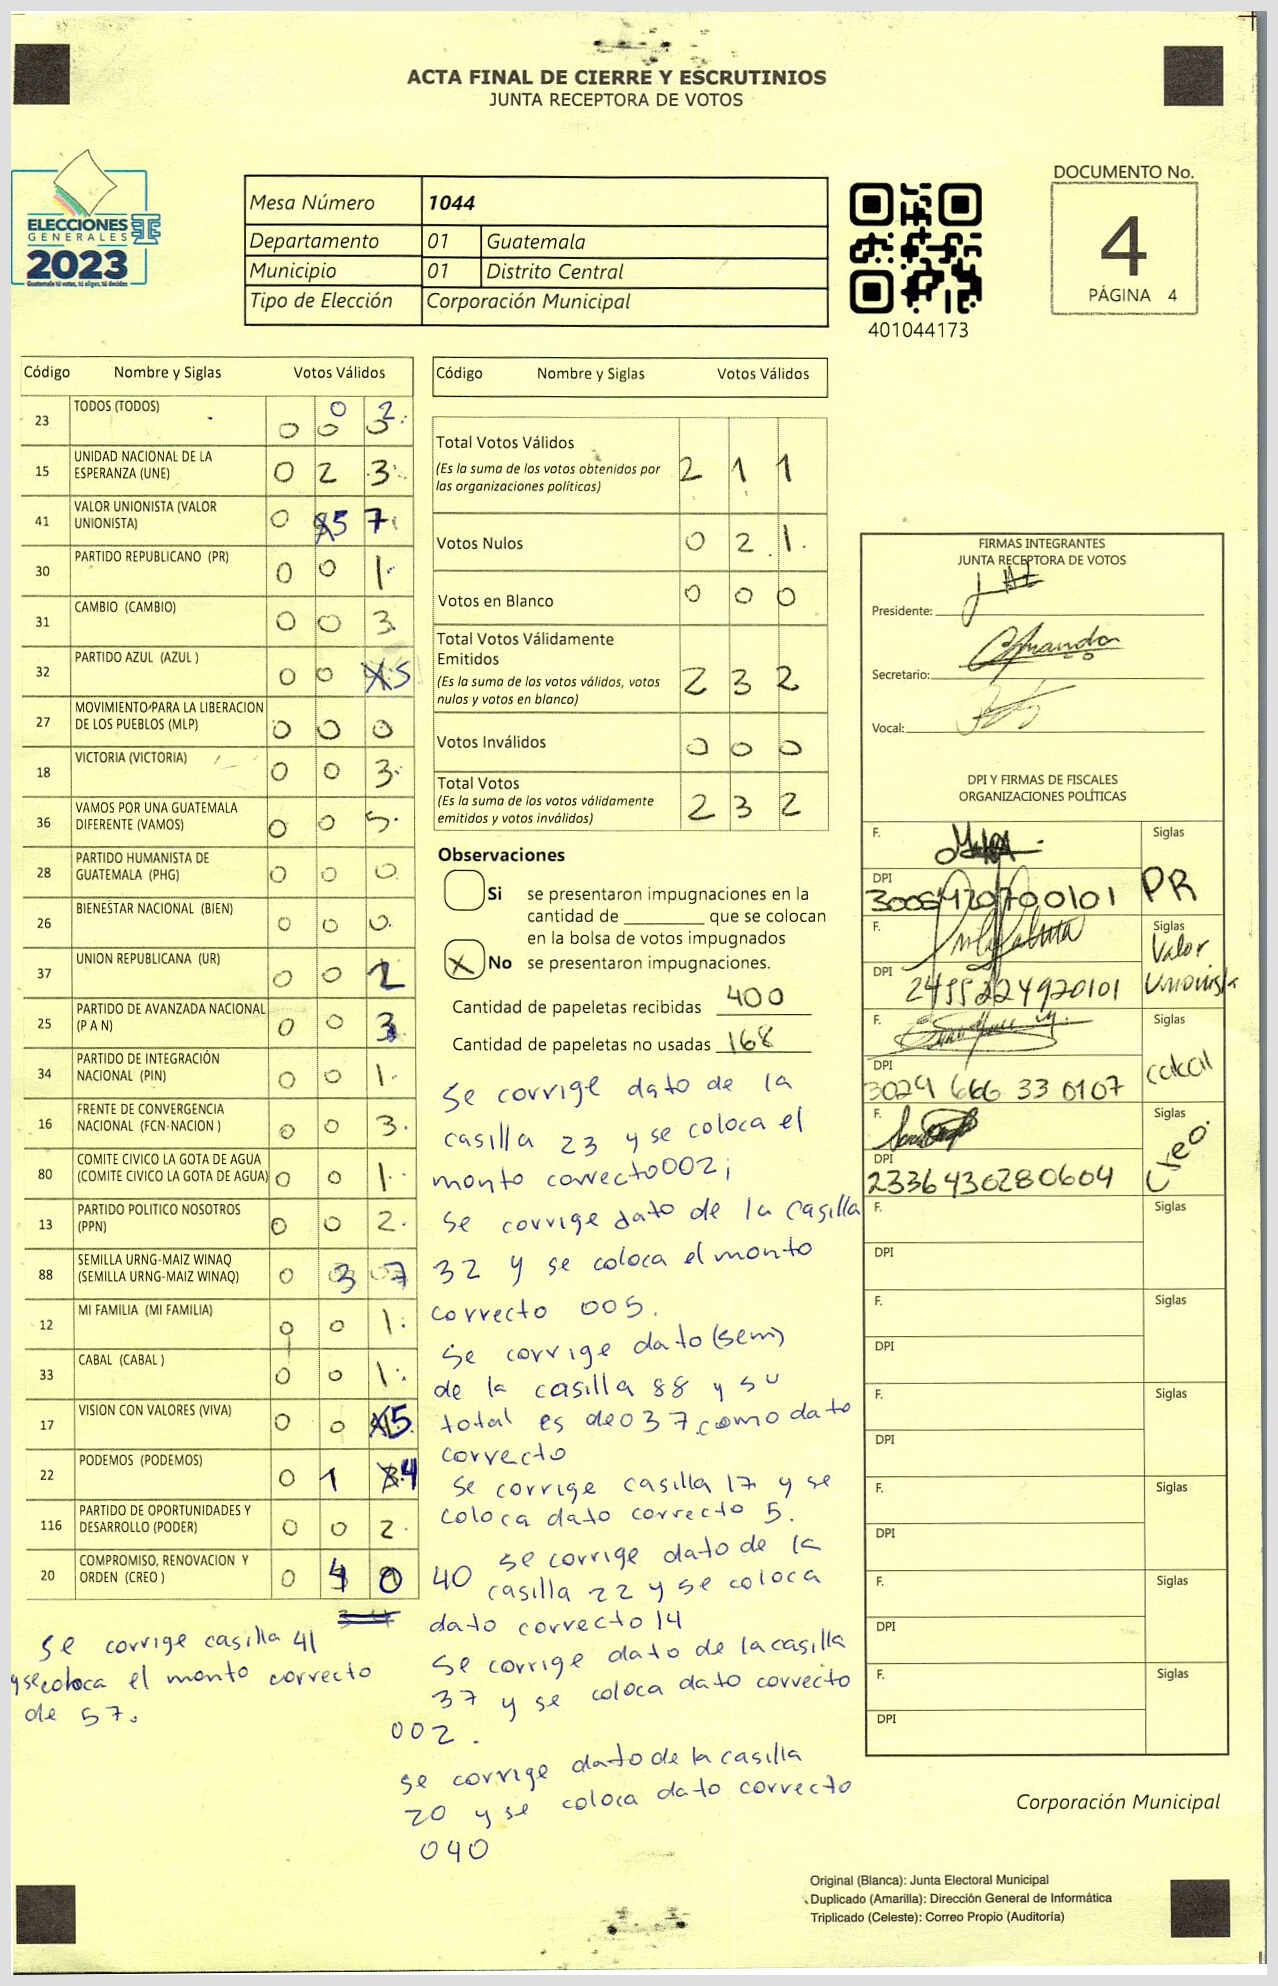 ACTA FINAL DE CIERRE Y ESCRUTINIOS
JUNTA RECEPTORA DE VOTOS
ELECCIONES
GENERALES
2023
Guatemala tú votas, tú eliges, tú decides
Mesa Número 1044
Departamento 01 Guatemala
Municipio 01 Distrito Central
Tipo de Elección Corporación Municipal
401044173
DOCUMENTO No.
4
PÁGINA 4
Código Nombre y Siglas Votos Válidos
23 TODOS (TODOS) 0 0 2
15 UNIDAD NACIONAL DE LA ESPERANZA (UNE) 0 2 3
41 VALOR UNIONISTA (VALOR UNIONISTA) 0 5 7
30 PARTIDO REPUBLICANO (PR) 0 0 1
31 CAMBIO (CAMBIO) 0 0 3
32 PARTIDO AZUL (AZUL ) 0 0 5
27 MOVIMIENTO PARA LA LIBERACION DE LOS PUEBLOS (MLP) 0 0 0
18 VICTORIA (VICTORIA) 0 0 3
36 VAMOS POR UNA GUATEMALA DIFERENTE (VAMOS) 0 0 5
28 PARTIDO HUMANISTA DE GUATEMALA (PHG) 0 0 0
26 BIENESTAR NACIONAL (BIEN) 0 0 0
37 UNION REPUBLICANA (UR) 0 0 2
25 PARTIDO DE AVANZADA NACIONAL (P A N) 0 0 3
34 PARTIDO DE INTEGRACIÓN NACIONAL (PIN) 0 0 1
16 FRENTE DE CONVERGENCIA NACIONAL (FCN-NACION ) 0 0 3
80 COMITE CIVICO LA GOTA DE AGUA (COMITE CIVICO LA GOTA DE AGUA) 0 0 1
13 PARTIDO POLITICO NOSOTROS (PPN) 0 0 2
88 SEMILLA URNG-MAIZ WINAQ (SEMILLA URNG-MAIZ WINAQ) 0 3 7
12 MI FAMILIA (MI FAMILIA) 0 0 1
33 CABAL (CABAL ) 0 0 1
17 VISION CON VALORES (VIVA) 0 0 5
22 PODEMOS (PODEMOS) 0 1 4
116 PARTIDO DE OPORTUNIDADES Y DESARROLLO (PODER) 0 0 2
20 COMPROMISO, RENOVACION Y ORDEN (CREO ) 0 4 0
Se corrige casilla 41
y se coloca el monto correcto
de 57.
Código Nombre y Siglas Votos Válidos
Total Votos Válidos 2 1 1
(Es la suma de los votos obtenidos por
las organizaciones políticas)
Votos Nulos 0 2 1
Votos en Blanco 0 0 0
Total Votos Válidamente
Emitidos 2 3 2
(Es la suma de los votos válidos, votos
nulos y votos en blanco)
Votos Inválidos 0 0 0
Total Votos 2 3 2
(Es la suma de los votos válidamente
emitidos y votos inválidos)
Observaciones
Si se presentaron impugnaciones en la
cantidad de ________ que se colocan
en la bolsa de votos impugnados
X No se presentaron impugnaciones.
Cantidad de papeletas recibidas 400
Cantidad de papeletas no usadas 168
Se corrige dato de la
casilla 23 y se coloca el
monto correcto 002;
Se corrige dato de la casilla
32 y se coloca el monto
correcto 005.
Se corrige dato (sem)
de la casilla 88 y su
total es de 037 como dato
correcto
Se corrige casilla 17 y se
coloca dato correcto 5.
40 Se corrige dato de la
casilla 22 y se coloca
dato correcto 14
Se corrige dato de la casilla
37 y se coloca dato correcto
002.
Se corrige dato de la casilla
20 y se coloca dato correcto
040
FIRMAS INTEGRANTES
JUNTA RECEPTORA DE VOTOS
Presidente:
Secretario:
Vocal:
DPI Y FIRMAS DE FISCALES
ORGANIZACIONES POLÍTICAS
F. Siglas
DPI PR
F. Siglas
Valor Unionista
DPI
F. Siglas
DPI
3029 666 33 0107
F. Siglas
Creo.
DPI
2336430280604
F. Siglas
DPI
F. Siglas
DPI
F. Siglas
DPI
F. Siglas
DPI
F. Siglas
DPI
F. Siglas
DPI
Corporación Municipal
Original (Blanca): Junta Electoral Municipal
Duplicado (Amarilla): Dirección General de Informática
Triplicado (Celeste): Correo Propio (Auditoría)